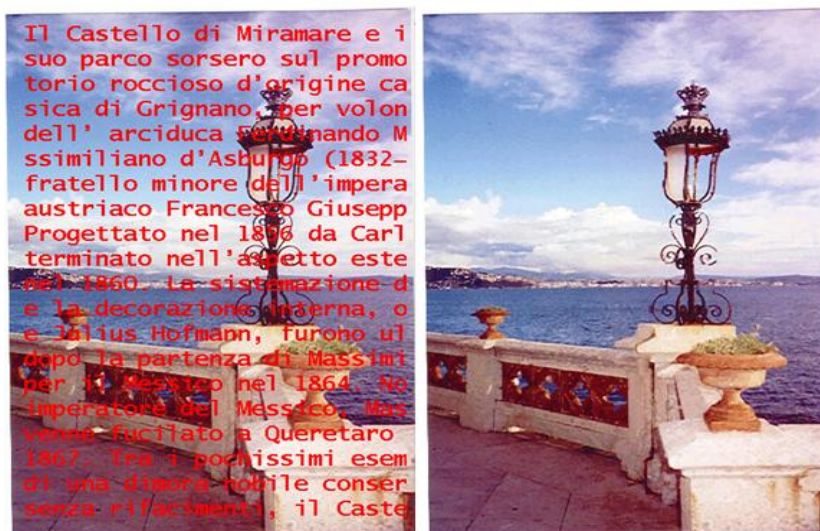 Il Castello di Miramare e i
suo parco sorsero sul promo
torio roccioso d'origine ca
sica di Grignano, per volon
dell' arciduca Ferdinando M
ssimiliano d'Asburgo (1832-
fratello minore dell'impera
austriaco Francesco Giusepp
Progettato nel 1856 da Carl
terminato nell'aspetto este
nel 1860. La sistemazione d
e la decorazione interna, o
e Julius Hofmann, furono ul
dopo la partenza di Massimi
per il Messico nel 1864. No
imperatore del Messico, Mas
venne fucilato a Queretaro
1867. Tra i pochissimi esem
di una dimora nobile conser
senza rifacimenti, il Caste